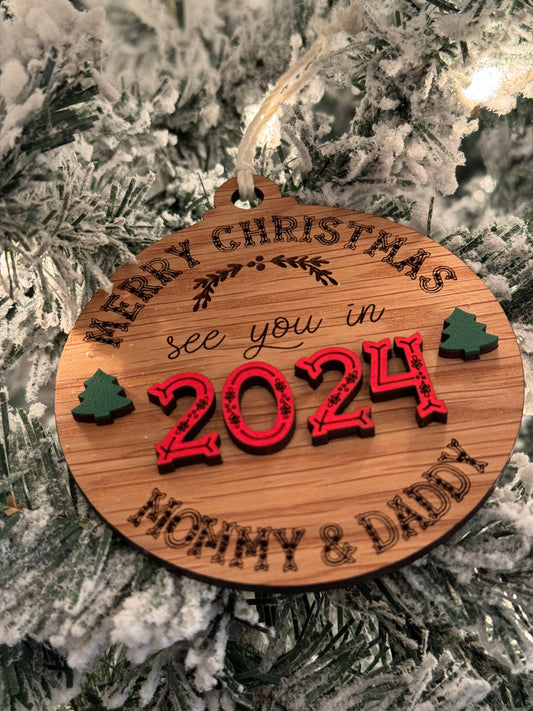 MERRY CHRISTMAS
see you in
2024
MOMMY & DADDY